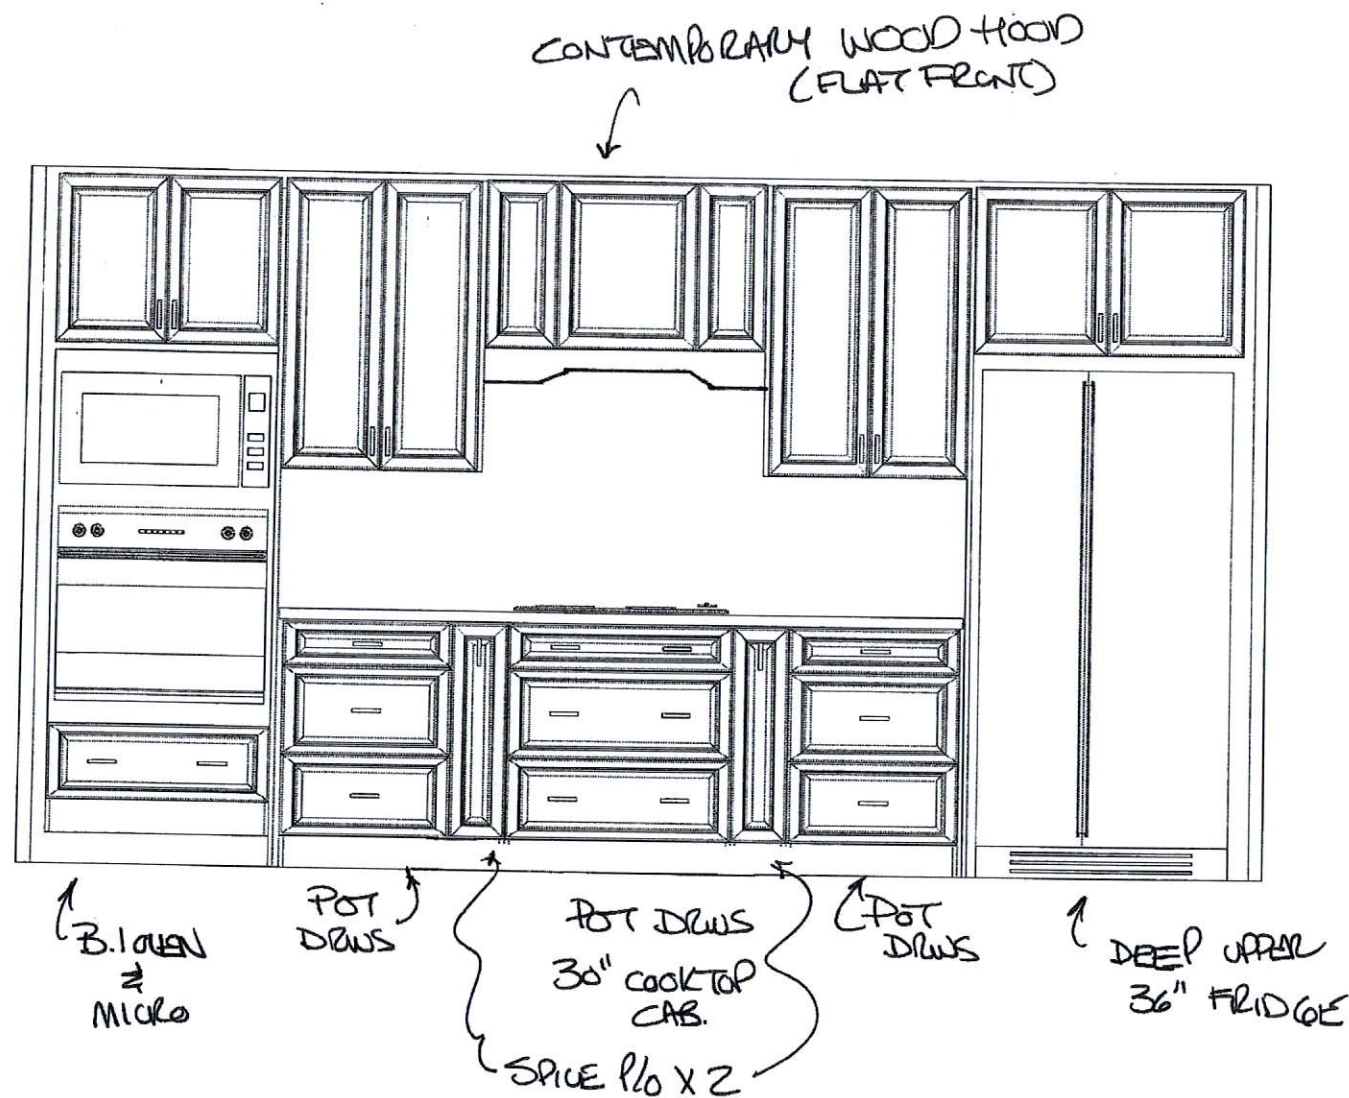 CONTEMPORARY WOOD HOOD
(FLAT FRONT)
B.I OVEN
&
MICRO
POT
DRWS
POT DRWS
30" COOKTOP
CAB.
SPICE P/O X 2
POT
DRWS
DEEP UPPER
36" FRIDGE